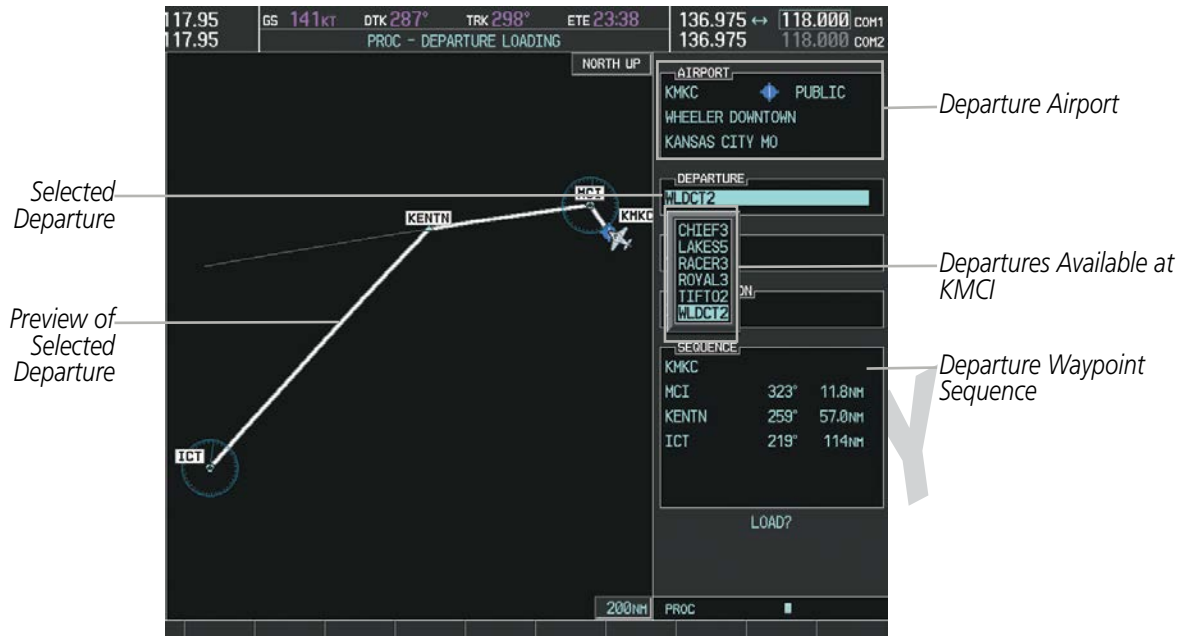 117.95
117.95
GS 141KT DTK 287° TRK 298° ETE 23:38
PROC - DEPARTURE LOADING
136.975 ↔ 118.000 COM1
136.975 118.000 COM2
NORTH UP
AIRPORT
KMKC PUBLIC
WHEELER DOWNTOWN
KANSAS CITY MO
Departure Airport
Selected
Departure
DEPARTURE
WLDCT2
MCI
KENTN
KMKC
CHIEF3
LAKES5
RACER3
ROYAL3
TIFTO2
WLDCT2
ON
Departures Available at
KMCI
Preview of
Selected
Departure
SEQUENCE
KMKC
MCI 323° 11.8NM
KENTN 259° 57.0NM
ICT 219° 114NM
Departure Waypoint
Sequence
Y
ICT
LOAD?
200NM
PROC